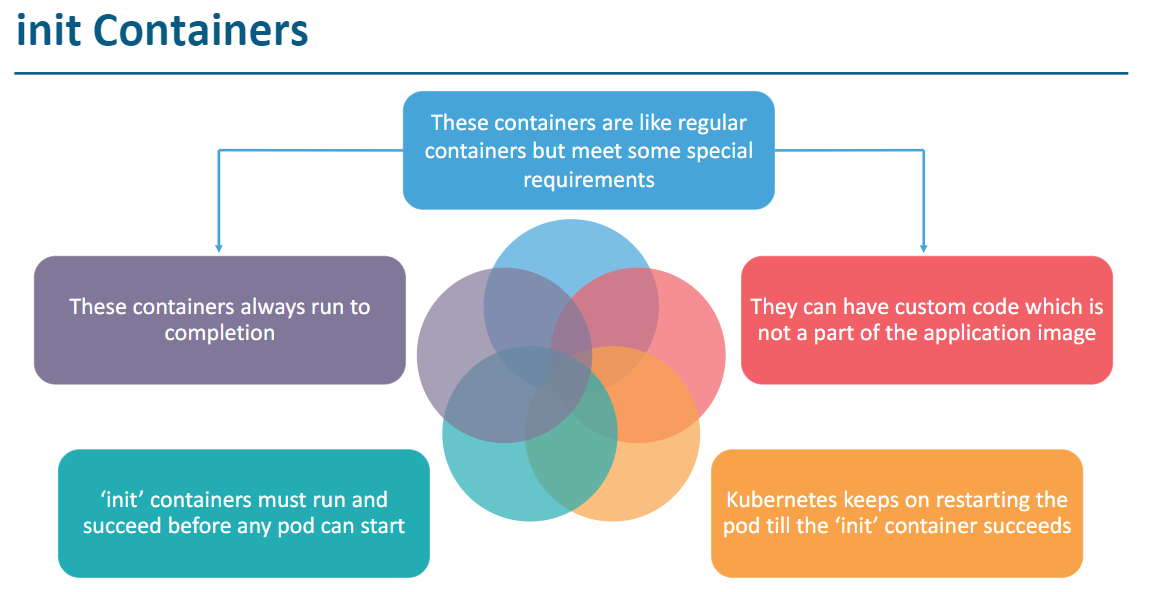 init Containers
These containers are like regular
containers but meet some special
requirements
These containers always run to
completion
They can have custom code which is
not a part of the application image
‘init’ containers must run and
succeed before any pod can start
Kubernetes keeps on restarting the
pod till the ‘init’ container succeeds